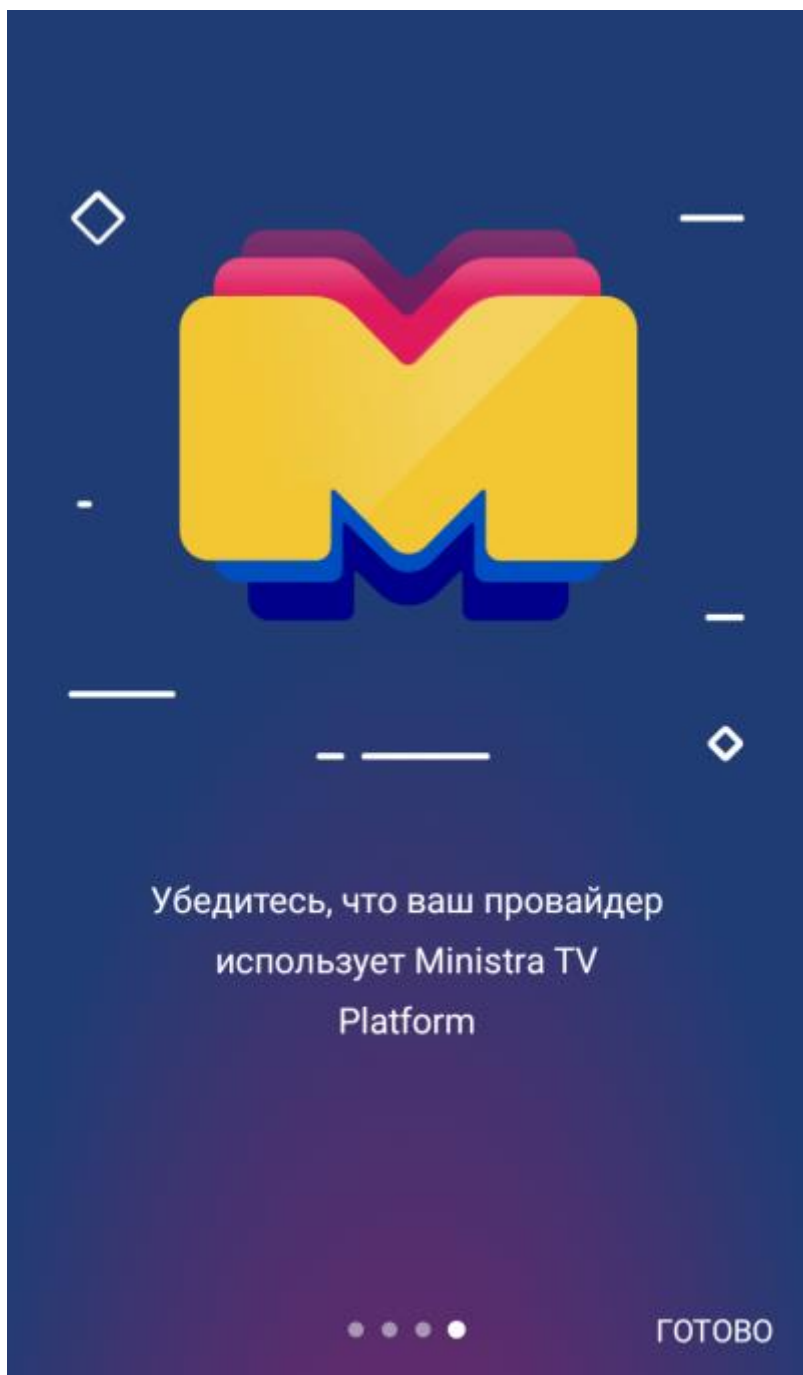 Убедитесь, что ваш провайдер
использует Ministra TV
Platform
ГОТОВО